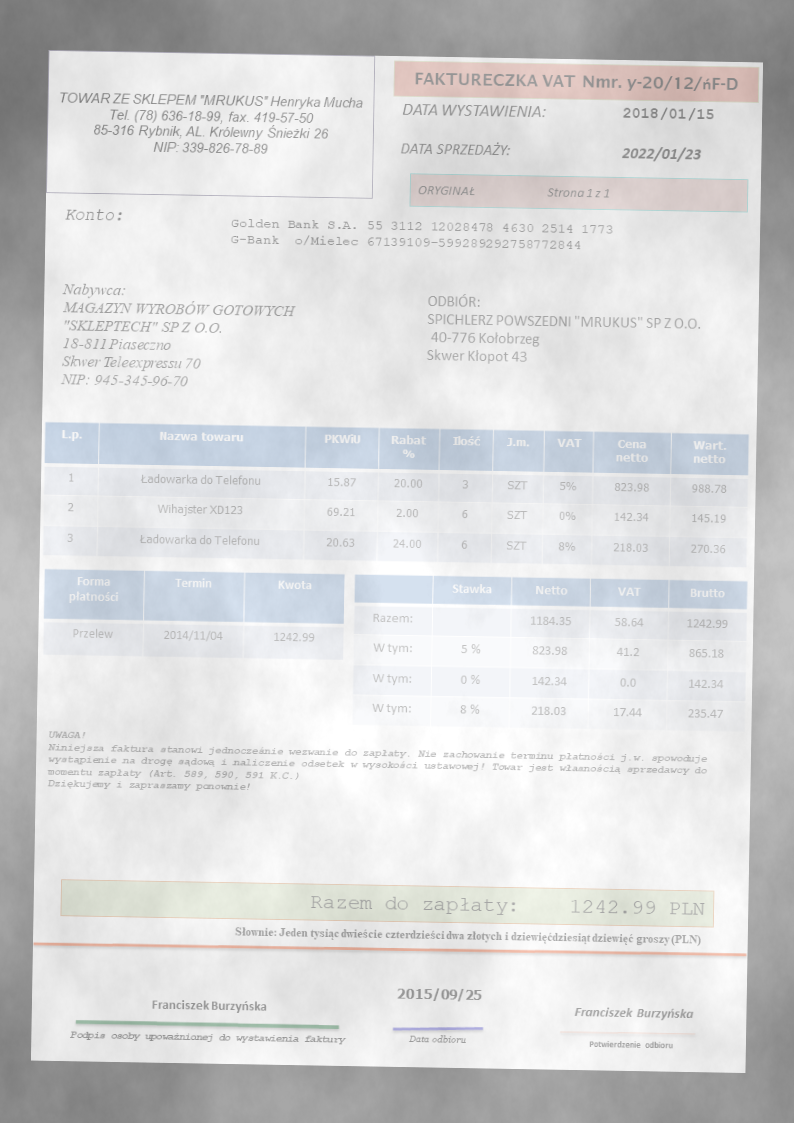 TOWAR ZE SKLEPEM "MRUKUS" Henryka Mucha
Tel. (78) 636-18-99, fax. 419-57-50
85-316 Rybnik, AL. Królewny Śnieżki 26
NIP: 339-826-78-89
FAKTURECZKA VAT Nmr. y-20/12/ńF-D
DATA WYSTAWIENIA: 2018/01/15
DATA SPRZEDAŻY: 2022/01/23
ORYGINAŁ Strona 1 z 1
Konto:
Golden Bank S.A. 55 3112 12028478 4630 2514 1773
G-Bank o/Mielec 67139109-599289292758772844
Nabywca:
MAGAZYN WYROBÓW GOTOWYCH
"SKLEPTECH" SP Z O.O.
18-811 Piaseczno
Skwer Teleexpressu 70
NIP: 945-345-96-70
ODBIÓR:
SPICHLERZ POWSZEDNI "MRUKUS" SP Z O.O.
40-776 Kołobrzeg
Skwer Klopot 43
L.p. Nazwa towaru PKWiU Rabat % Ilość J.m. VAT Cena netto Wart. netto
1 Ładowarka do Telefonu 15.87 20.00 3 SZT 5% 823.98 988.78
2 Wihajster XD123 69.21 2.00 6 SZT 0% 142.34 145.19
3 Ładowarka do Telefonu 20.63 24.00 6 SZT 8% 218.03 270.36
Forma płatności Termin Kwota
Przelew 2014/11/04 1242.99
Stawka Netto VAT Brutto
Razem: 1184.35 58.64 1242.99
W tym: 5 % 823.98 41.2 865.18
W tym: 0 % 142.34 0.0 142.34
W tym: 8 % 218.03 17.44 235.47
UWAGA!
Niniejsza faktura stanowi jednocześnie wezwanie do zapłaty. Nie zachowanie terminu płatności j.w. spowoduje
wystąpienie na drogę sądową i naliczenie odsetek w wysokości ustawowej! Towar jest własnością sprzedawcy do
momentu zapłaty (Art. 589, 590, 591 K.C.)
Dziękujemy i zapraszamy ponownie!
Razem do zapłaty: 1242.99 PLN
Słownie: Jeden tysiąc dwieście czterdzieści dwa złotych i dziewięćdziesiąt dziewięć groszy (PLN)
Franciszek Burzyńska
Podpis osoby upoważnionej do wystawienia faktury
2015/09/25
Data odbioru
Franciszek Burzyńska
Potwierdzenie odbioru